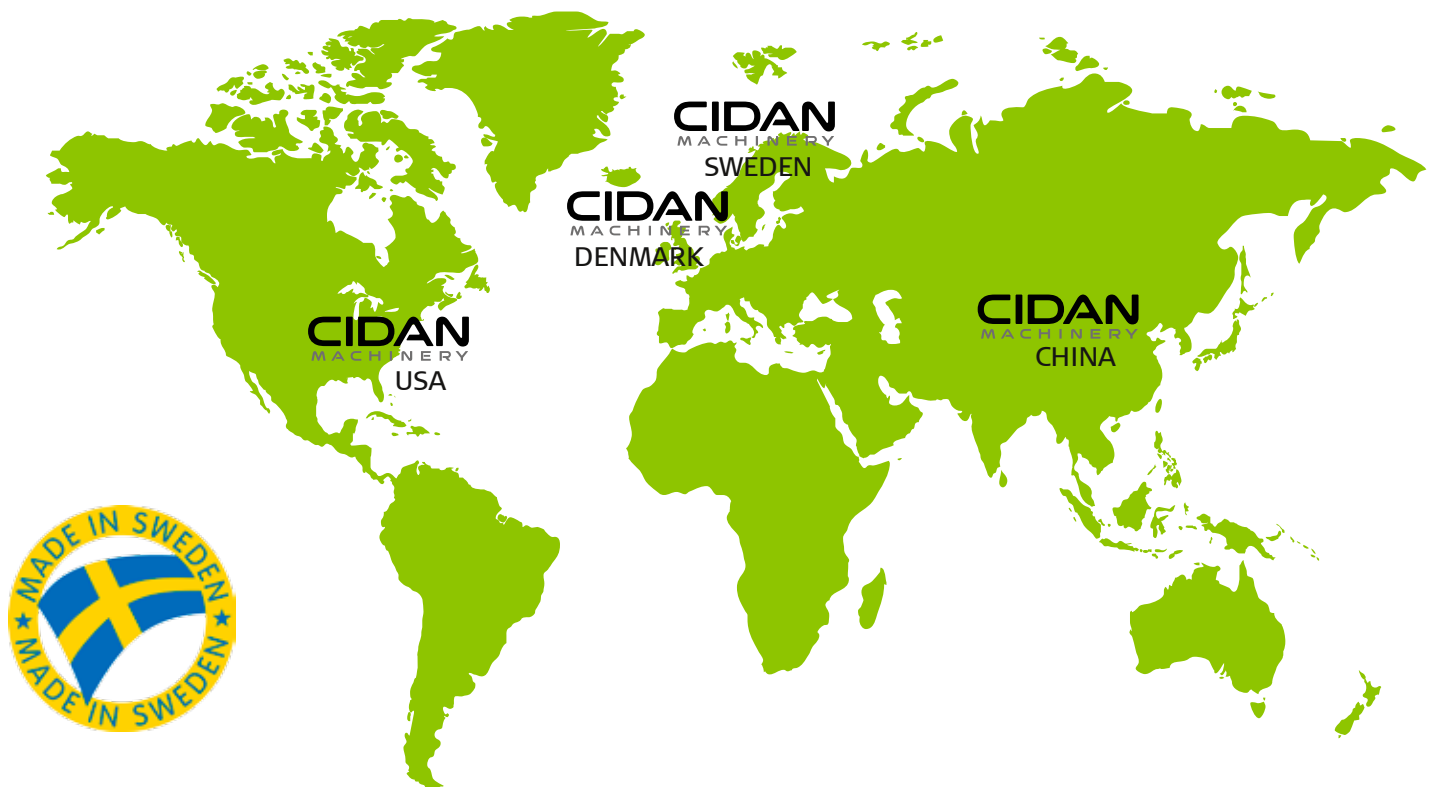 CIDAN
MACHINERY
SWEDEN
CIDAN
MACHINERY
DENMARK
CIDAN
MACHINERY
CHINA
CIDAN
MACHINERY
USA
MADE IN SWEDEN
MADE IN SWEDEN